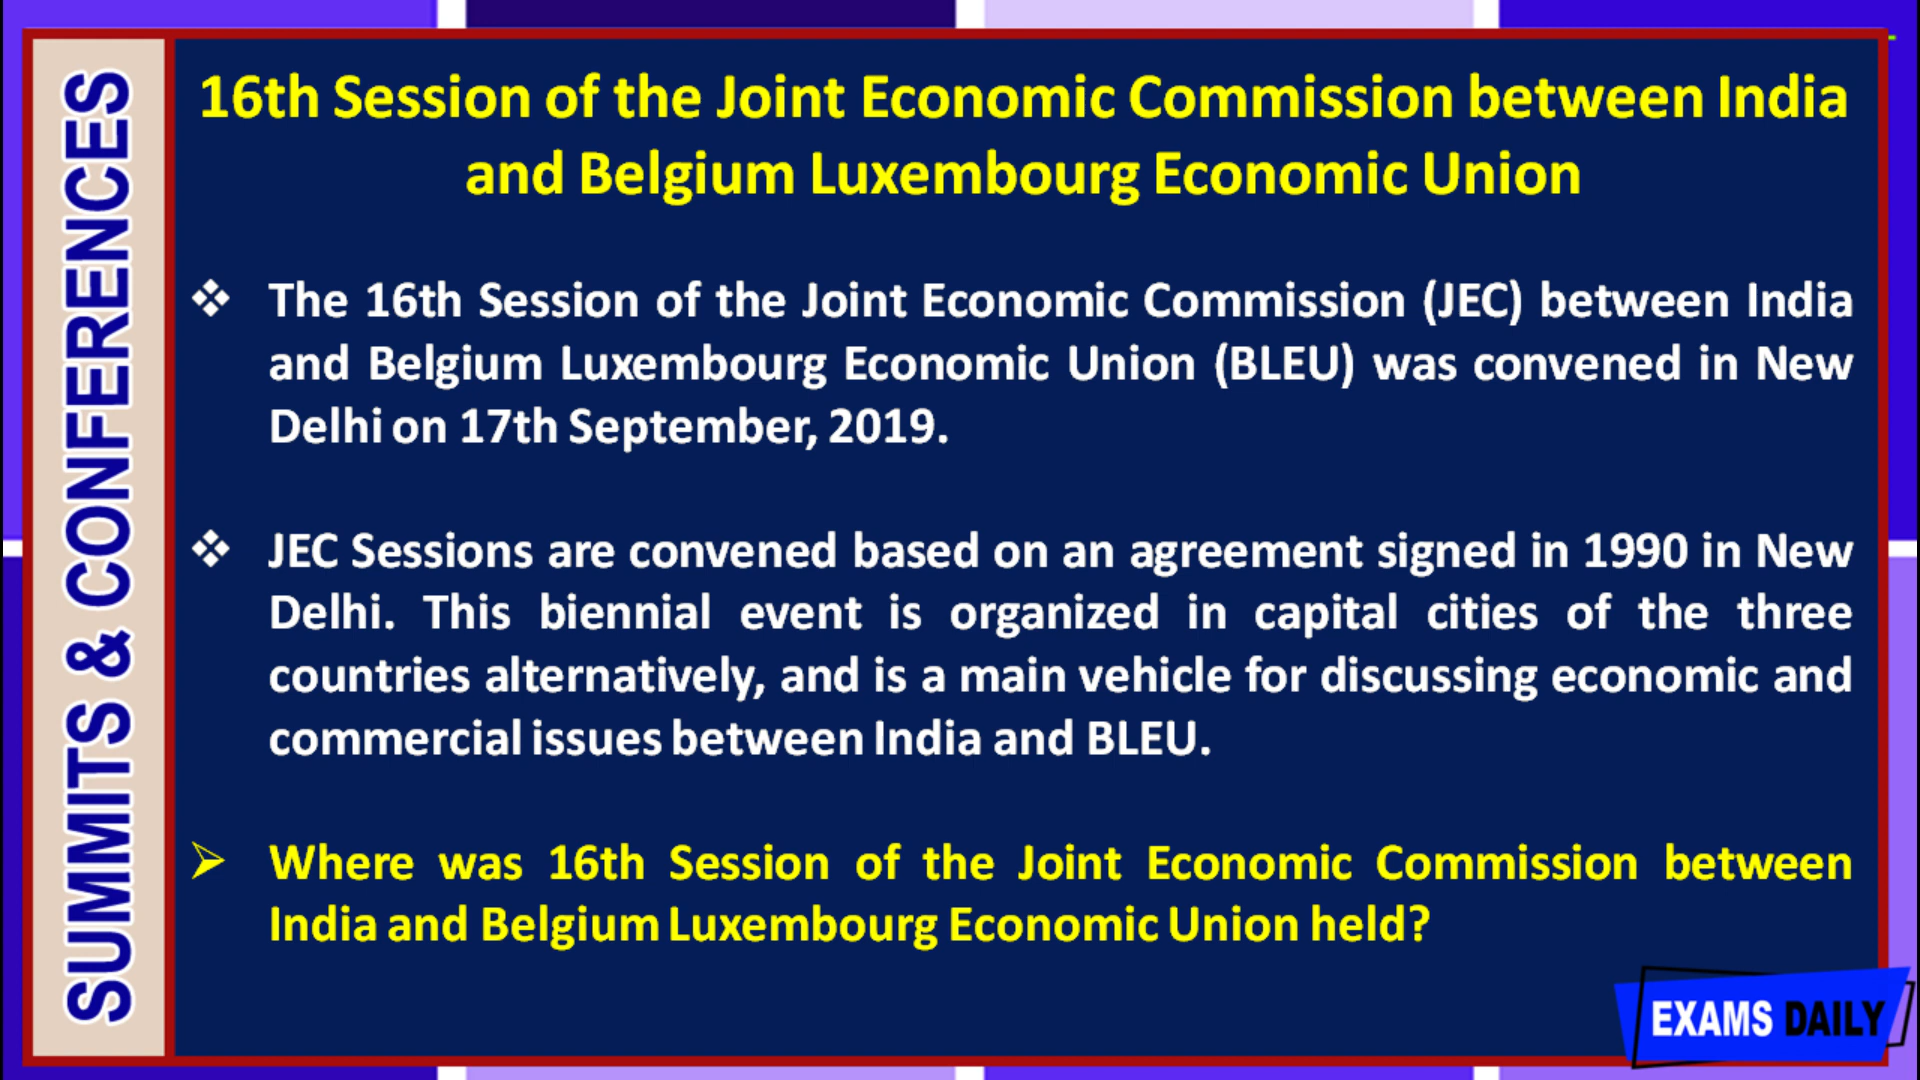 SUMMITS & CONFERENCES
16th Session of the Joint Economic Commission between India
and Belgium Luxembourg Economic Union
❖ The 16th Session of the Joint Economic Commission (JEC) between India
and Belgium Luxembourg Economic Union (BLEU) was convened in New
Delhi on 17th September, 2019.
❖ JEC Sessions are convened based on an agreement signed in 1990 in New
Delhi. This biennial event is organized in capital cities of the three
countries alternatively, and is a main vehicle for discussing economic and
commercial issues between India and BLEU.
➢ Where was 16th Session of the Joint Economic Commission between
India and Belgium Luxembourg Economic Union held?
EXAMS DAILY